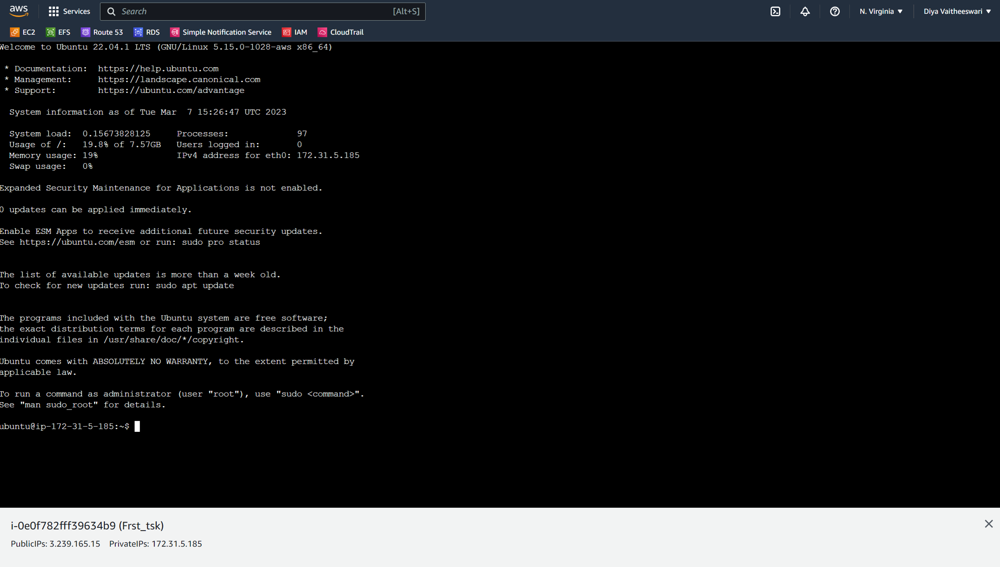 aws Services Search [Alt+S] N. Virginia ▼ Diya Vaitheeswari ▼
EC2 EFS Route 53 RDS Simple Notification Service IAM CloudTrail
Welcome to Ubuntu 22.04.1 LTS (GNU/Linux 5.15.0-1028-aws x86_64)
* Documentation:  https://help.ubuntu.com
* Management:     https://landscape.canonical.com
* Support:        https://ubuntu.com/advantage
System information as of Tue Mar  7 15:26:47 UTC 2023
System load:  0.15673828125     Processes:             97
Usage of /:   19.8% of 7.57GB   Users logged in:       0
Memory usage: 19%               IPv4 address for eth0: 172.31.5.185
Swap usage:   0%
Expanded Security Maintenance for Applications is not enabled.
0 updates can be applied immediately.
Enable ESM Apps to receive additional future security updates.
See https://ubuntu.com/esm or run: sudo pro status
The list of available updates is more than a week old.
To check for new updates run: sudo apt update
The programs included with the Ubuntu system are free software;
the exact distribution terms for each program are described in the
individual files in /usr/share/doc/*/copyright.
Ubuntu comes with ABSOLUTELY NO WARRANTY, to the extent permitted by
applicable law.
To run a command as administrator (user "root"), use "sudo <command>".
See "man sudo_root" for details.
ubuntu@ip-172-31-5-185:~$
i-0e0f782fff39634b9 (Frst_tsk)
PublicIPs: 3.239.165.15 PrivateIPs: 172.31.5.185